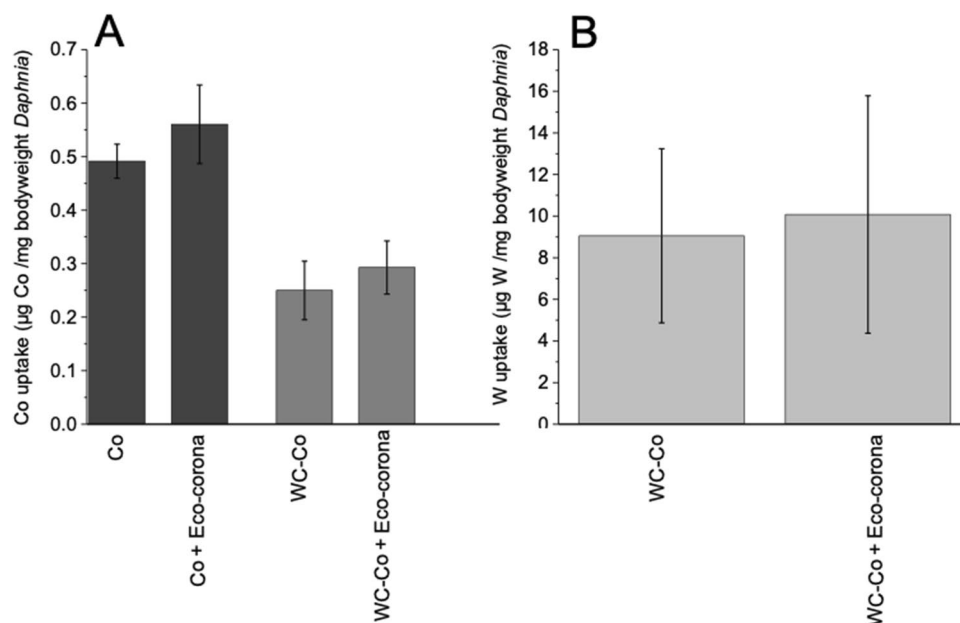 A
Co uptake (µg Co /mg bodyweight Daphnia)
0.7
0.6
0.5
0.4
0.3
0.2
0.1
0.0
Co
Co + Eco-corona
WC-Co
WC-Co + Eco-corona
B
W uptake (µg W /mg bodyweight Daphnia)
18
16
14
12
10
8
6
4
2
0
WC-Co
WC-Co + Eco-corona